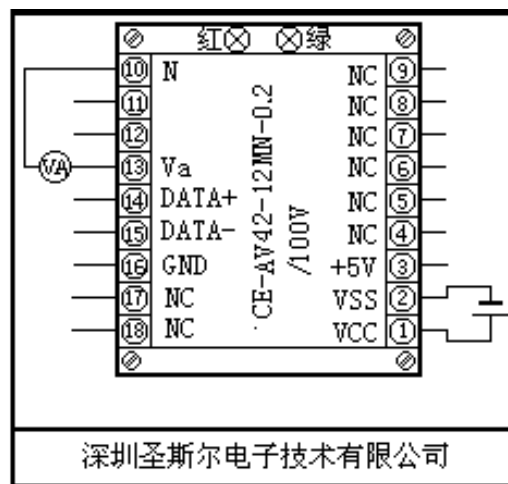 红 绿
⑩ N NC ⑨
⑪ NC ⑧
⑫ NC ⑦
VA ⑬ Va NC ⑥
⑭ DATA+ NC ⑤
⑮ DATA- NC ④
⑯ GND +5V ③
⑰ NC VSS ②
⑱ NC VCC ①
CE-AV42-12MN-0.2
/100V
深圳圣斯尔电子技术有限公司